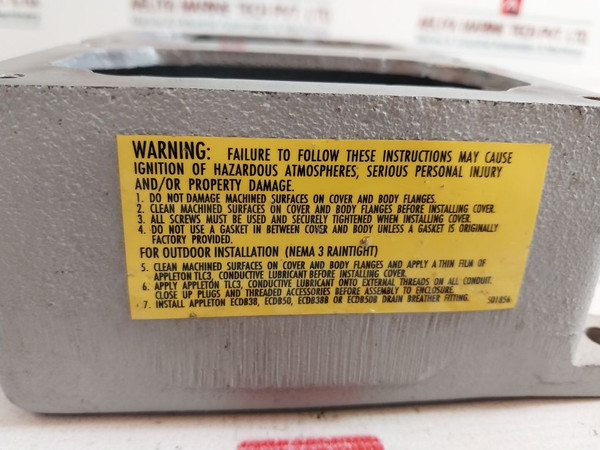 WARNING: FAILURE TO FOLLOW THESE INSTRUCTIONS MAY CAUSE
IGNITION OF HAZARDOUS ATMOSPHERES, SERIOUS PERSONAL INJURY
AND/OR PROPERTY DAMAGE.
1. DO NOT DAMAGE MACHINED SURFACES ON COVER AND BODY FLANGES.
2. CLEAN MACHINED SURFACES ON COVER AND BODY FLANGES BEFORE INSTALLING COVER.
3. ALL SCREWS MUST BE USED AND SECURELY TIGHTENED WHEN INSTALLING COVER.
4. DO NOT USE A GASKET IN BETWEEN COVER AND BODY UNLESS A GASKET IS ORIGINALLY
FACTORY PROVIDED.
FOR OUTDOOR INSTALLATION (NEMA 3 RAINTIGHT)
5. CLEAN MACHINED SURFACES ON COVER AND BODY FLANGES AND APPLY A THIN FILM OF
APPLETON TLC3, CONDUCTIVE LUBRICANT BEFORE INSTALLING COVER.
6. APPLY APPLETON TLC3, CONDUCTIVE LUBRICANT ONTO EXTERNAL THREADS ON ALL CONDUIT,
CLOSE UP PLUGS AND THREADED ACCESSORIES BEFORE ASSEMBLY TO ENCLOSURE.
7. INSTALL APPLETON ECDB38, ECDB50, ECDB38B OR ECDB50B DRAIN BREATHER FITTING. 501856